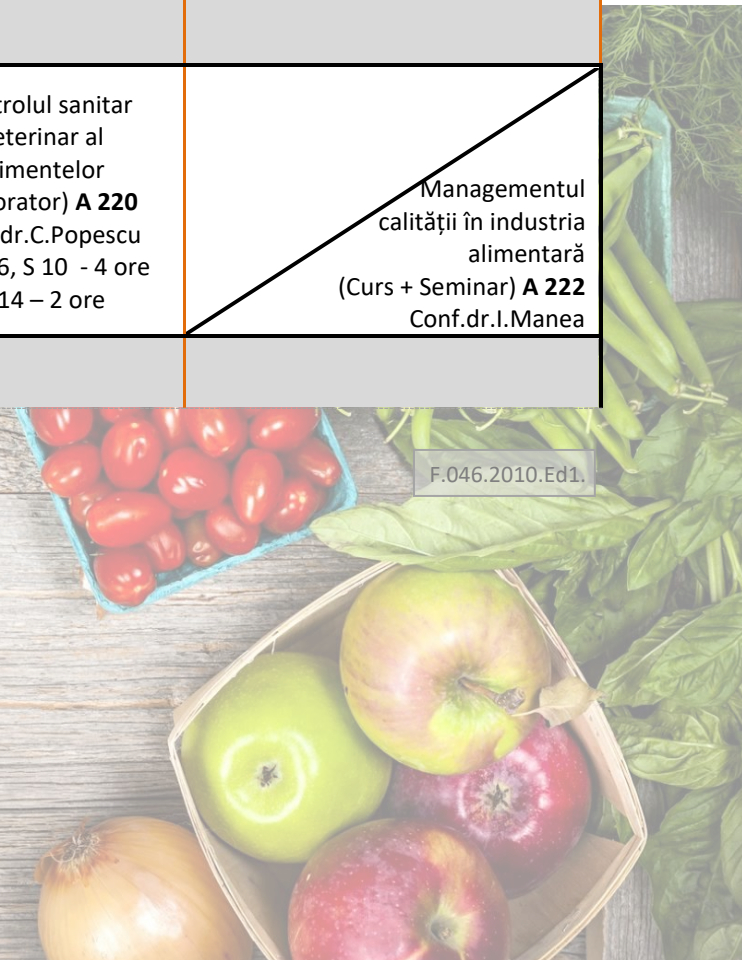 trolul sanitar
eterinar al
imentelor
orator) A 220
dr.C.Popescu
6, S 10 - 4 ore
14 – 2 ore
Managementul
calității în industria
alimentară
(Curs + Seminar) A 222
Conf.dr.I.Manea
F.046.2010.Ed1.